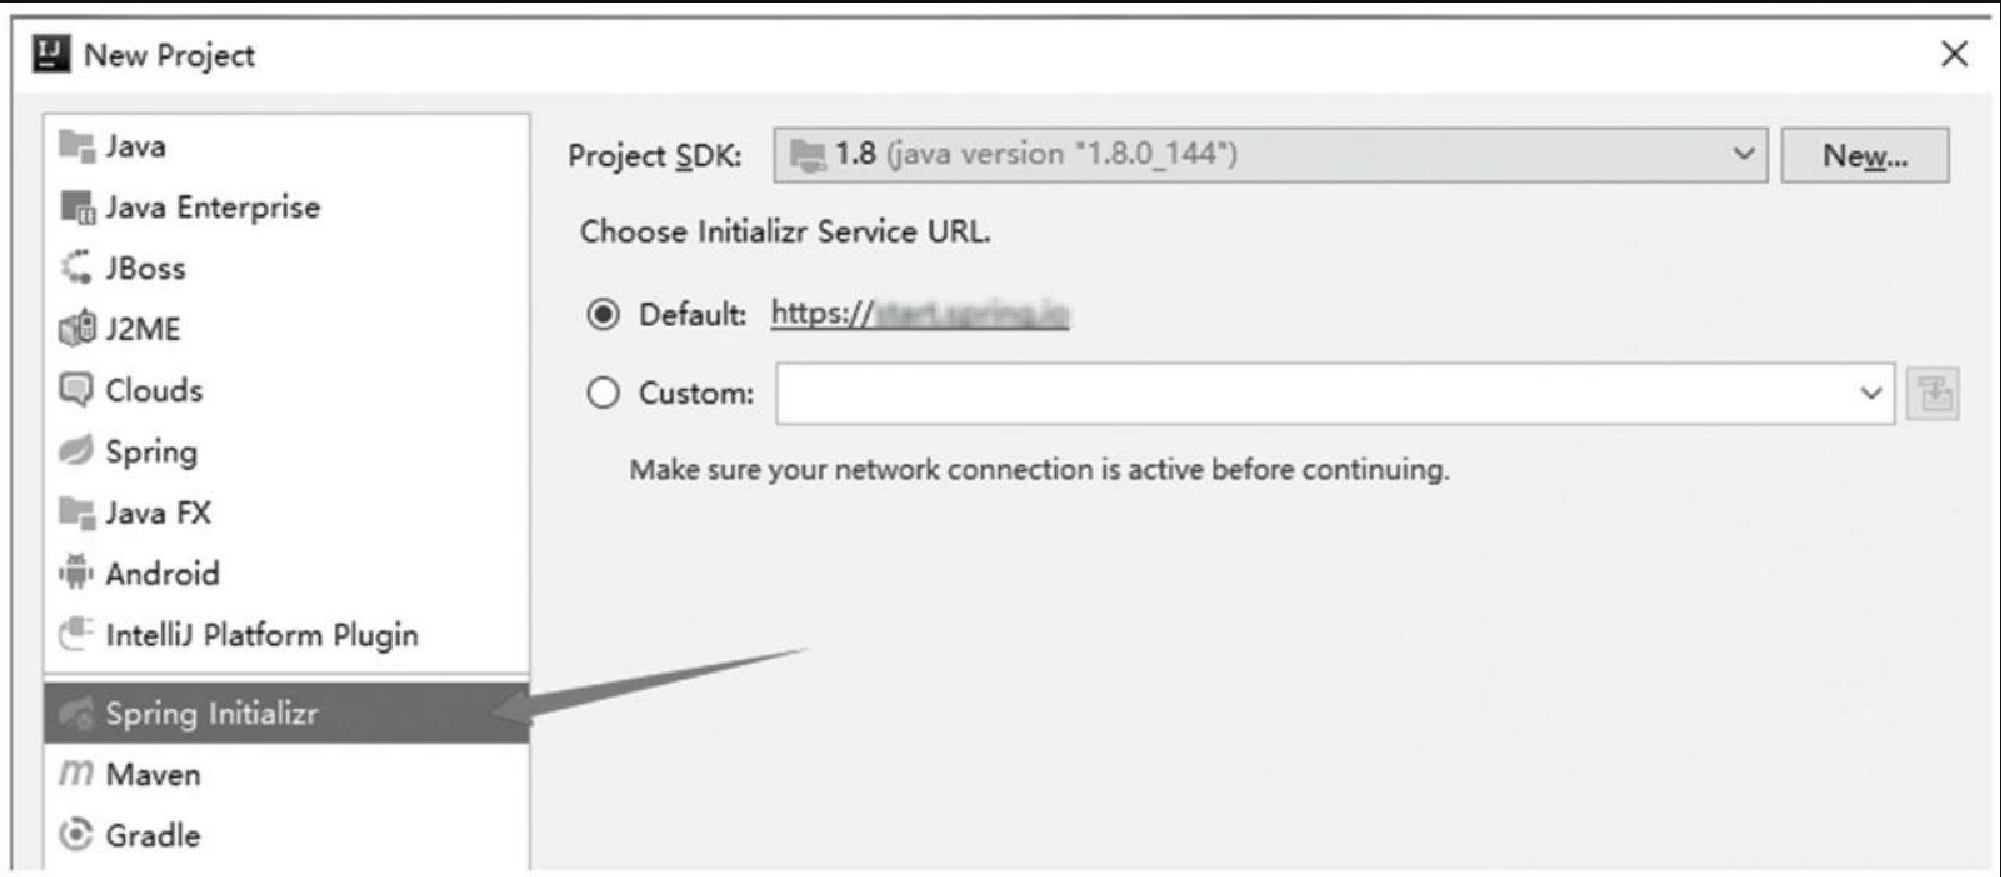 New Project
Java
Java Enterprise
JBoss
J2ME
Clouds
Spring
Java FX
Android
IntelliJ Platform Plugin
Spring Initializr
Maven
Gradle
Project SDK: 1.8 (java version "1.8.0_144") New...
Choose Initializr Service URL.
Default: https://
Custom:
Make sure your network connection is active before continuing.